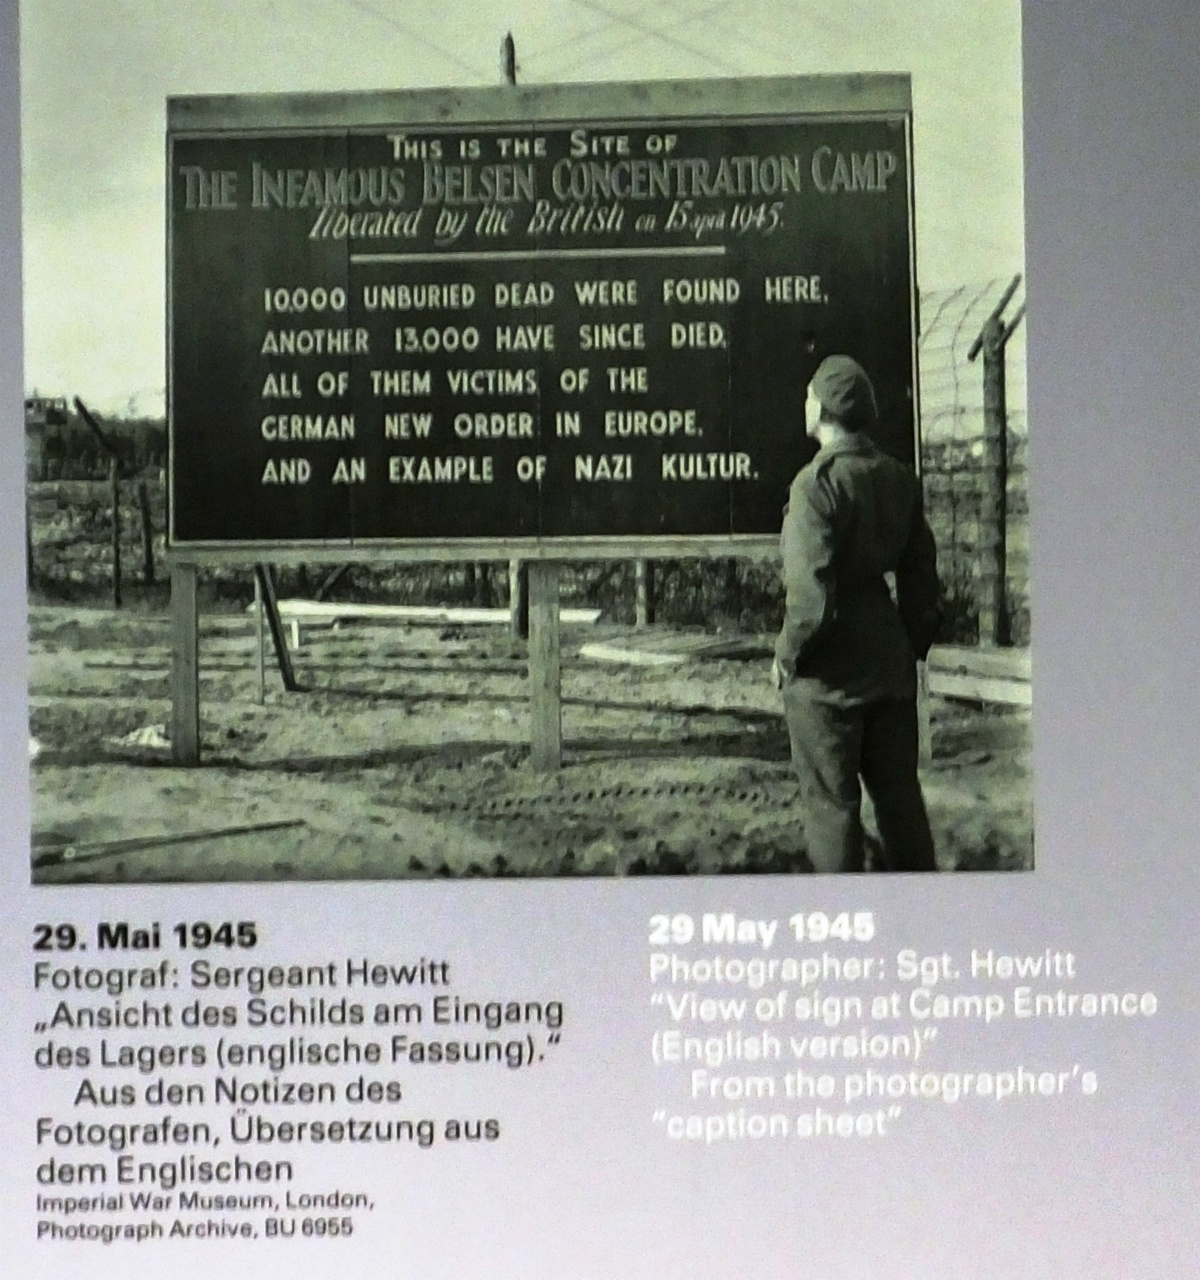 THIS IS THE SITE OF
THE INFAMOUS BELSEN CONCENTRATION CAMP
liberated by the British on 15 april 1945.
10.000 UNBURIED DEAD WERE FOUND HERE,
ANOTHER 13.000 HAVE SINCE DIED,
ALL OF THEM VICTIMS OF THE
GERMAN NEW ORDER IN EUROPE,
AND AN EXAMPLE OF NAZI KULTUR.
29. Mai 1945
Fotograf: Sergeant Hewitt
„Ansicht des Schilds am Eingang
des Lagers (englische Fassung).“
Aus den Notizen des
Fotografen, Übersetzung aus
dem Englischen
Imperial War Museum, London,
Photograph Archive, BU 6955
29 May 1945
Photographer: Sgt. Hewitt
“View of sign at Camp Entrance
(English version)”
From the photographer’s
“caption sheet”